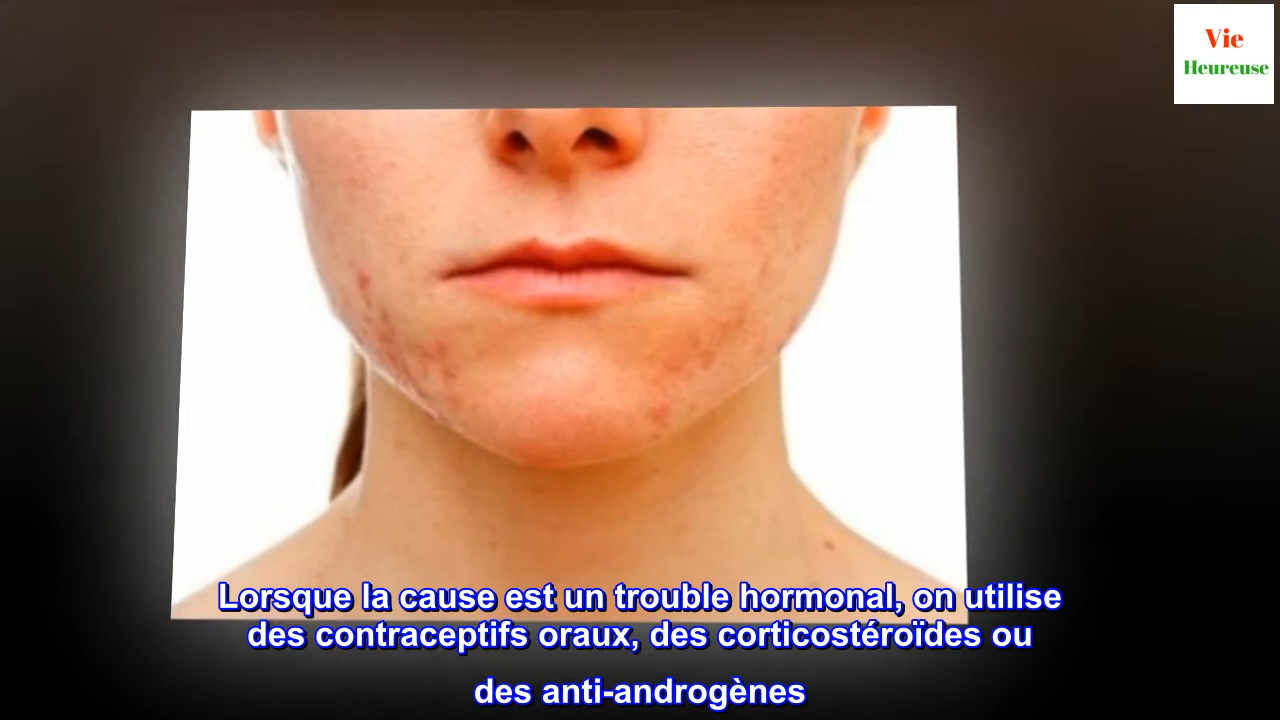 Vie
Heureuse
Lorsque la cause est un trouble hormonal, on utilise
des contraceptifs oraux, des corticostéroïdes ou
des anti-androgènes